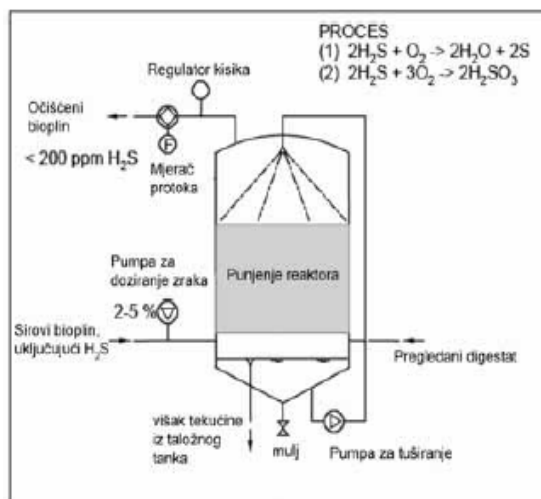 PROCES
(1) 2H₂S + O₂ -> 2H₂O + 2S
(2) 2H₂S + 3O₂ -> 2H₂SO₃
Regulator kisika
Očišćeni
bioplin
< 200 ppm H₂S
F
Mjerač
protoka
Pumpa za
doziranje zraka
2-5 %
Punjenje reaktora
Sirovi bioplin,
uključujući H₂S
Pregledani digestat
višak tekućine
iz taložnog
tanka
mulj
Pumpa za tuširanje